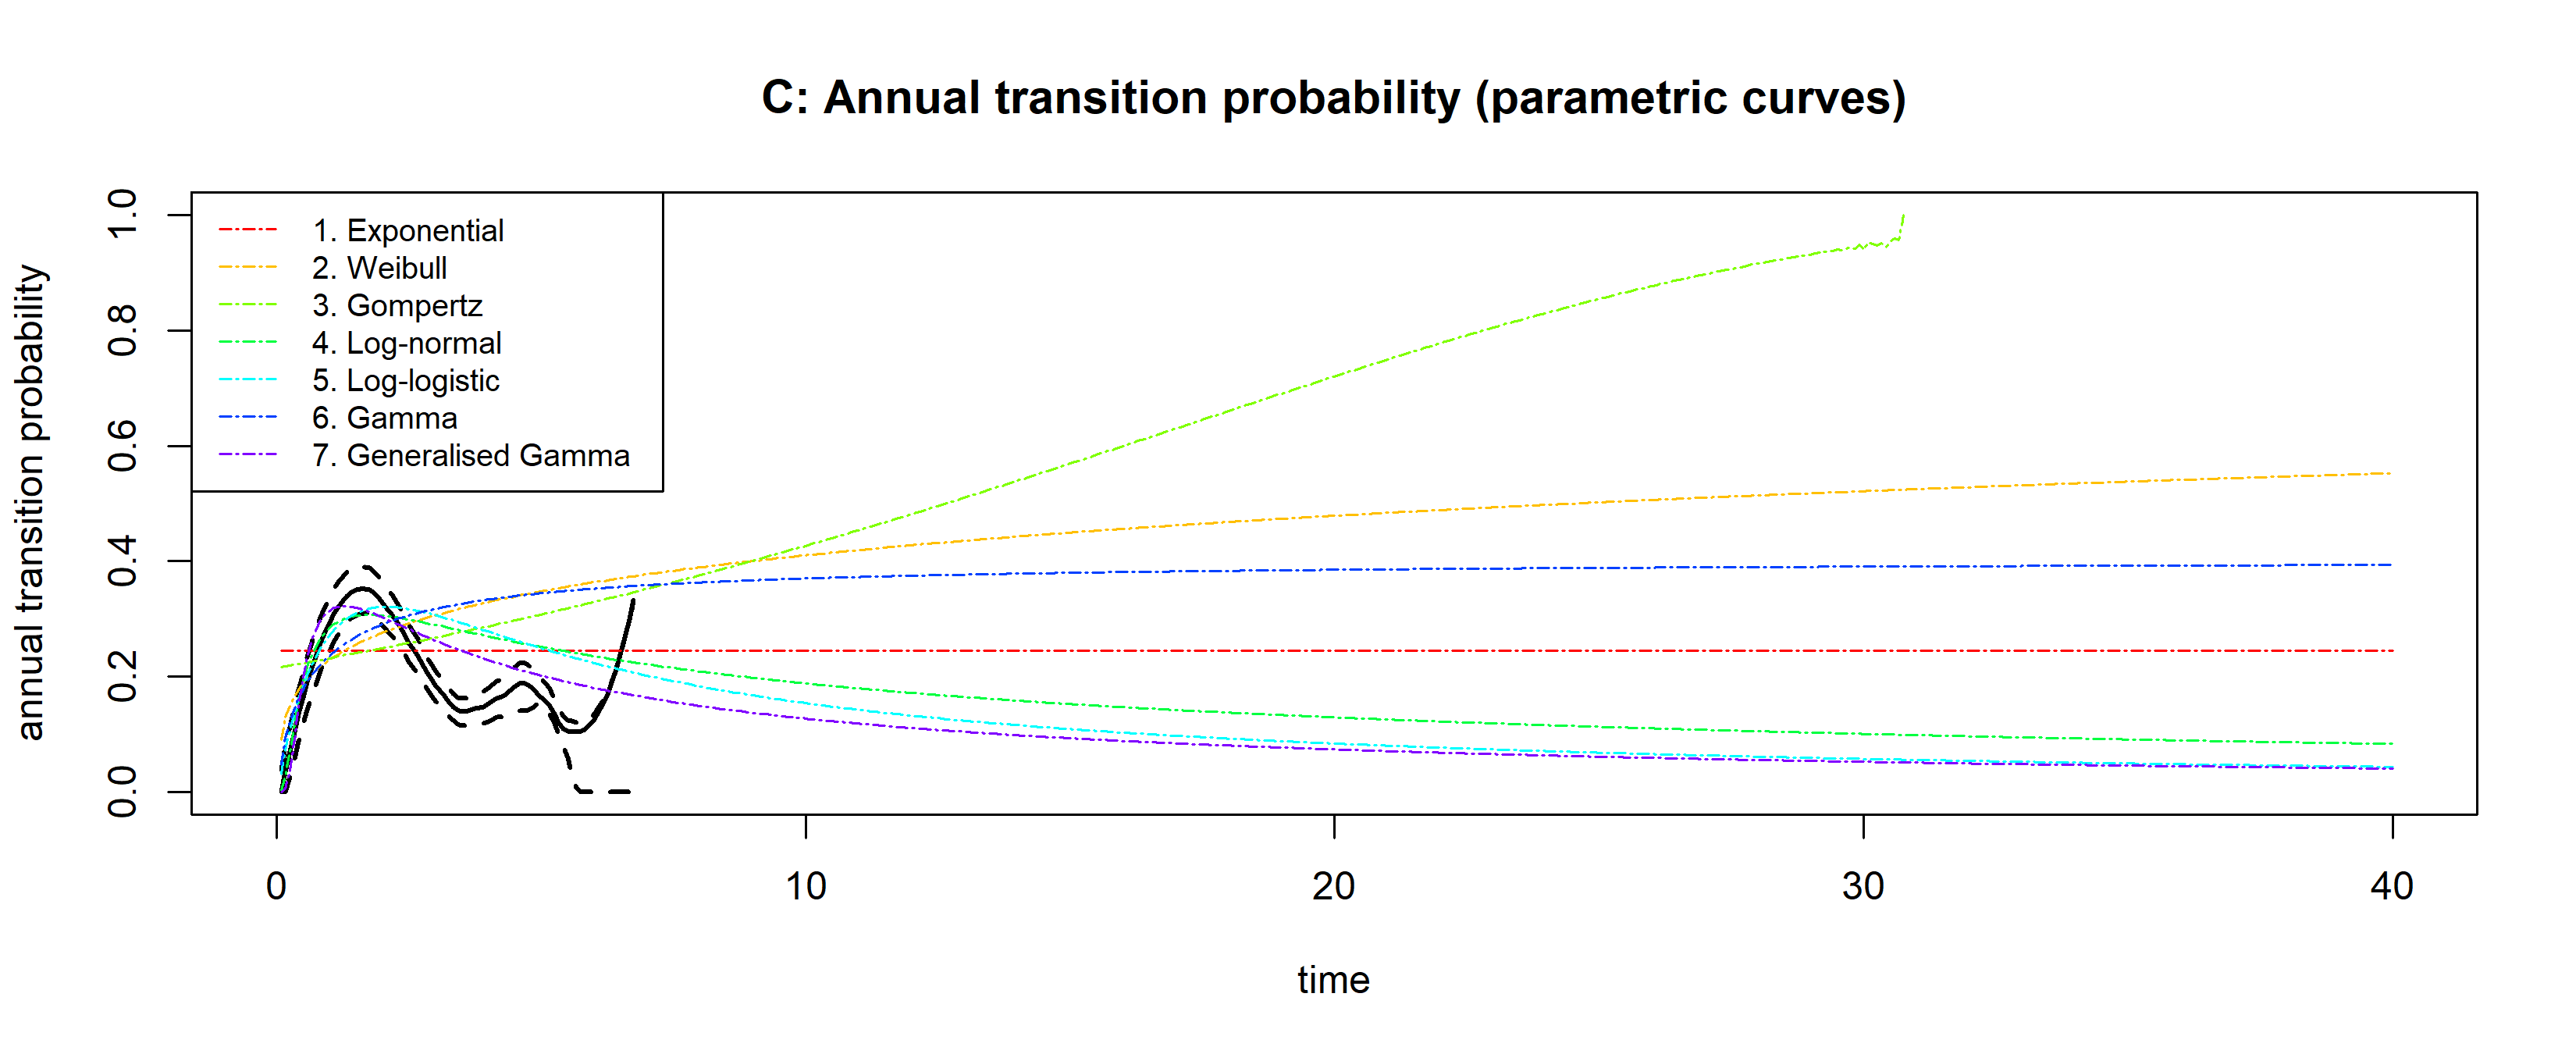 C: Annual transition probability (parametric curves)
annual transition probability
1.0
0.8
0.6
0.4
0.2
0.0
1. Exponential
2. Weibull
3. Gompertz
4. Log-normal
5. Log-logistic
6. Gamma
7. Generalised Gamma
0 10 20 30 40
time